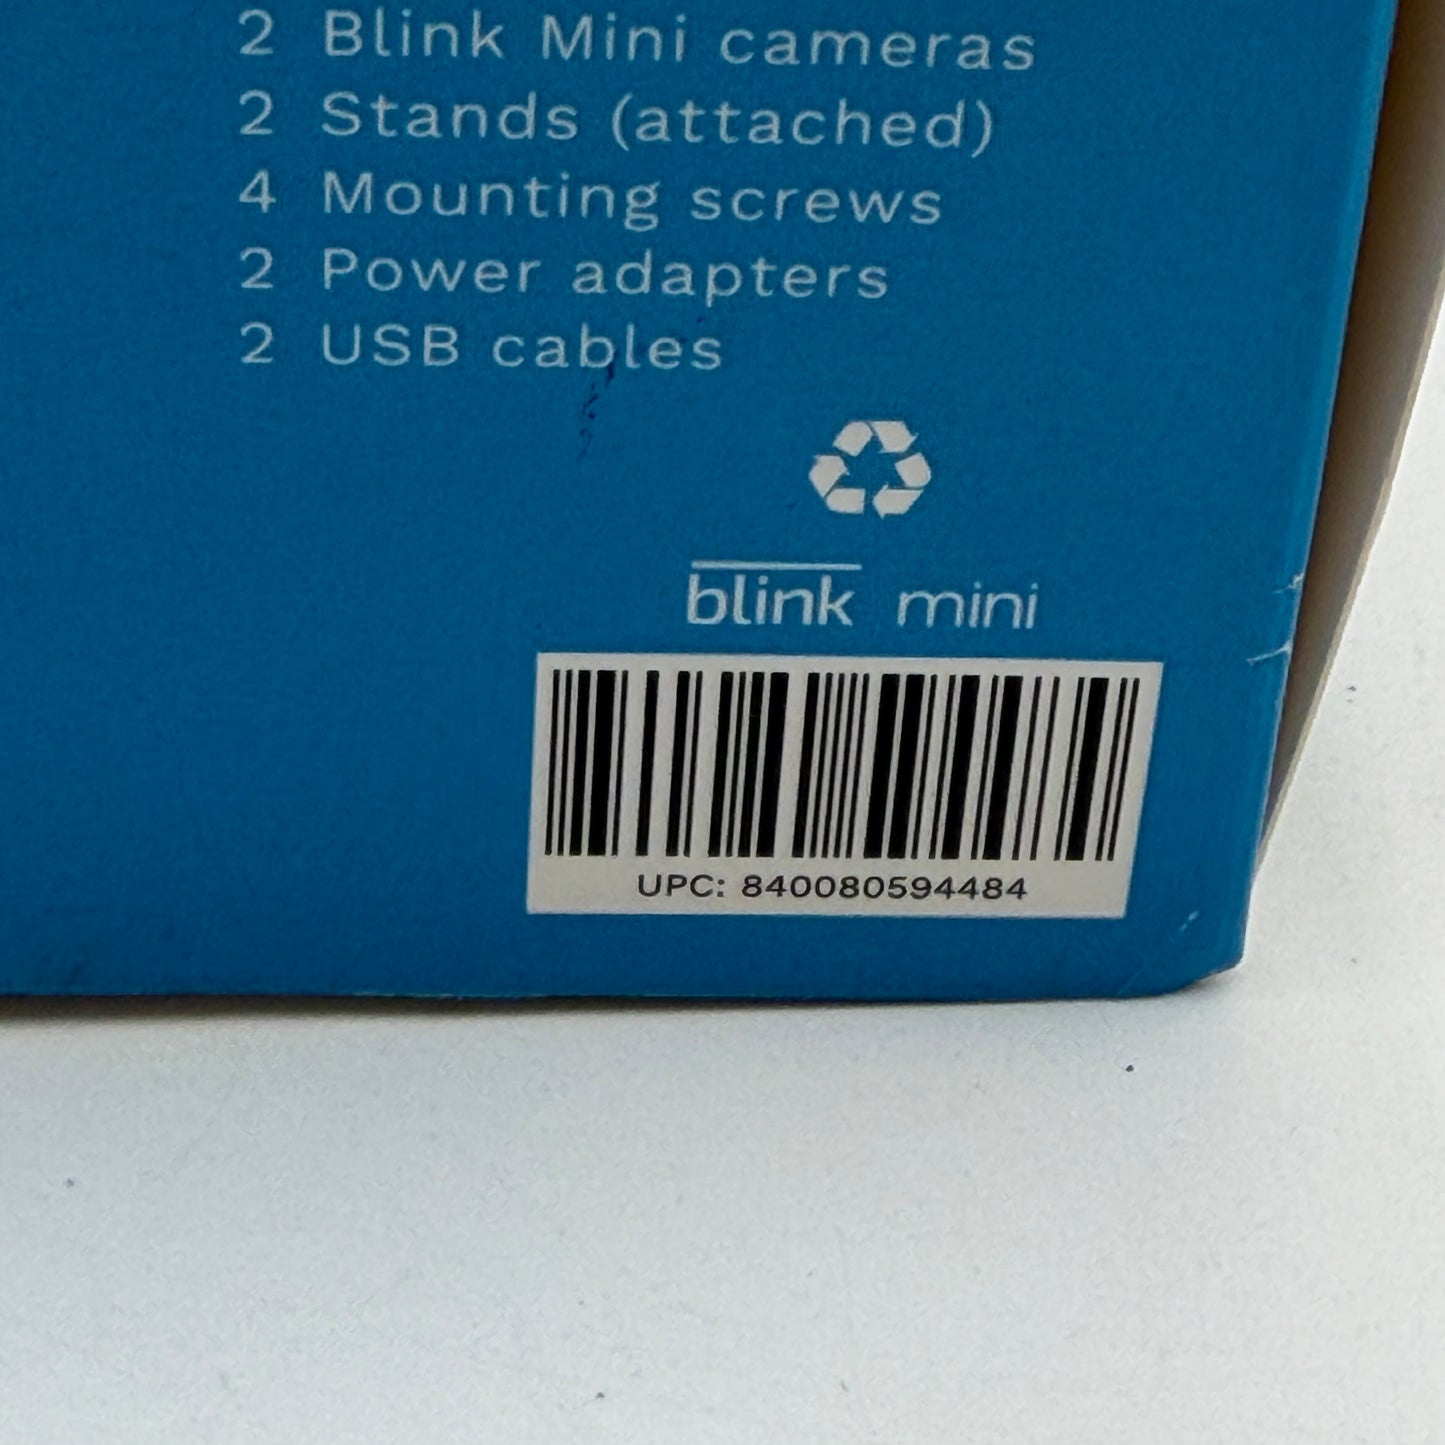 2 Blink Mini cameras
2 Stands (attached)
4 Mounting screws
2 Power adapters
2 USB cables
blink mini
UPC: 840080594484